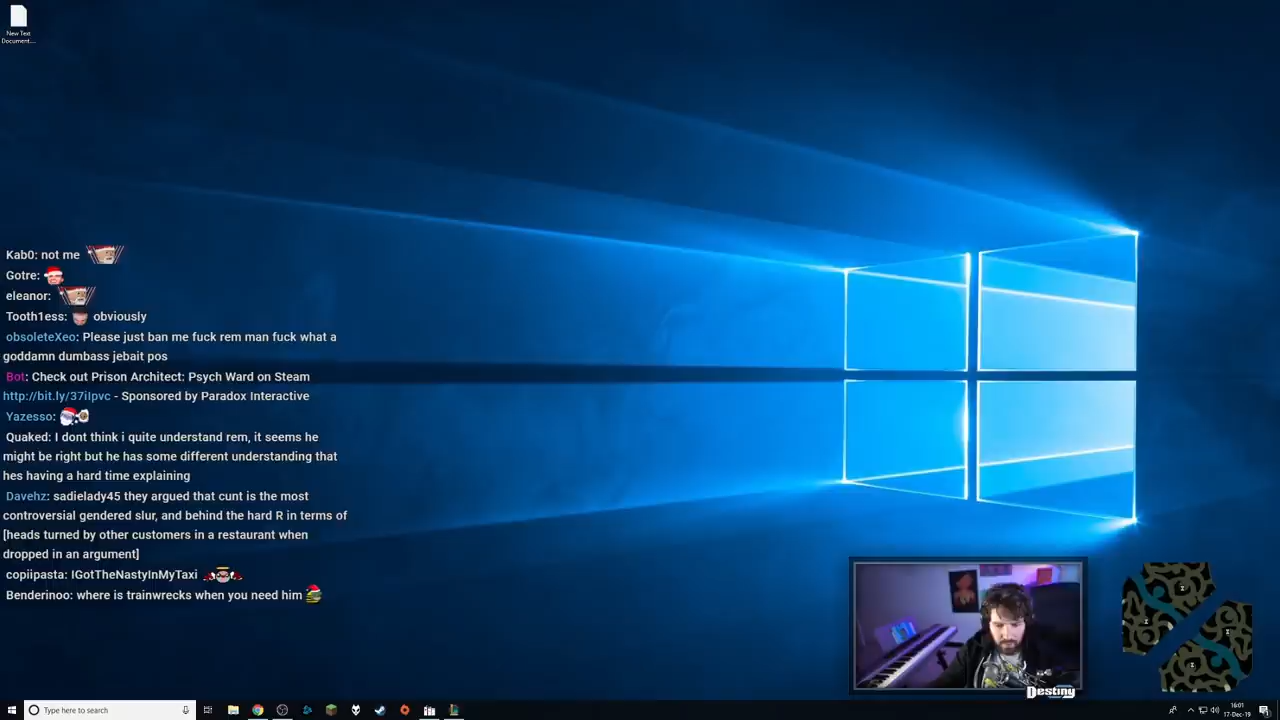 New Text
Document....
Kab0: not me
Gotre:
eleanor:
Tooth1ess: obviously
obsoleteXeo: Please just ban me fuck rem man fuck what a
goddamn dumbass jebait pos
Bot: Check out Prison Architect: Psych Ward on Steam
http://bit.ly/37iIpvc - Sponsored by Paradox Interactive
Yazesso:
Quaked: I dont think i quite understand rem, it seems he
might be right but he has some different understanding that
hes having a hard time explaining
Davehz: sadielady45 they argued that cunt is the most
controversial gendered slur, and behind the hard R in terms of
[heads turned by other customers in a restaurant when
dropped in an argument]
copiipasta: IGotTheNastyInMyTaxi
Benderinoo: where is trainwrecks when you need him
Destiny
Type here to search
16:01
17-Dec-19